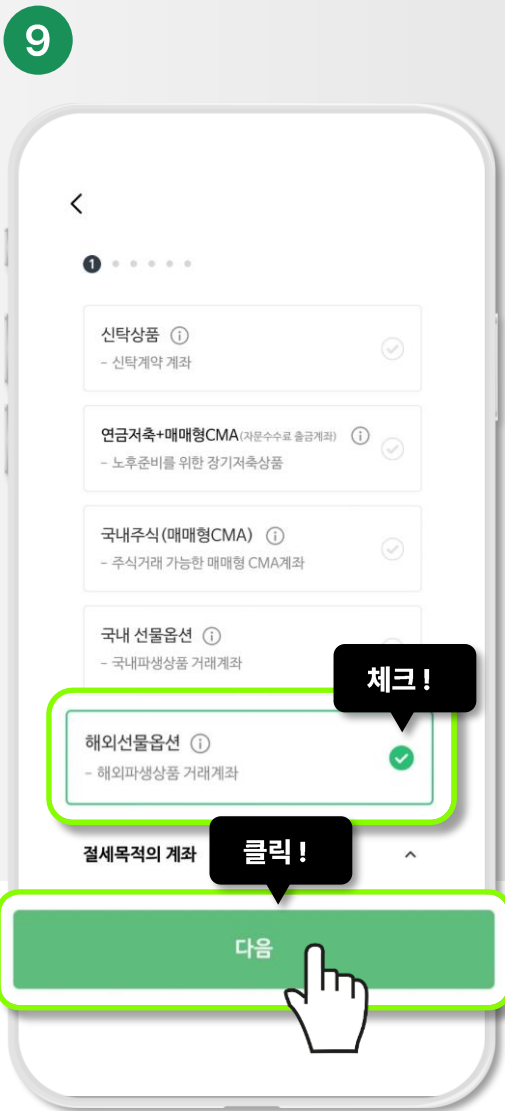 9
1
신탁상품
- 신탁계약 계좌
연금저축+매매형CMA(자문수수료 출금계좌)
- 노후준비를 위한 장기저축상품
국내주식(매매형CMA)
- 주식거래 가능한 매매형 CMA계좌
국내 선물옵션
- 국내파생상품 거래계좌
체크!
해외선물옵션
- 해외파생상품 거래계좌
절세목적의 계좌
클릭!
다음